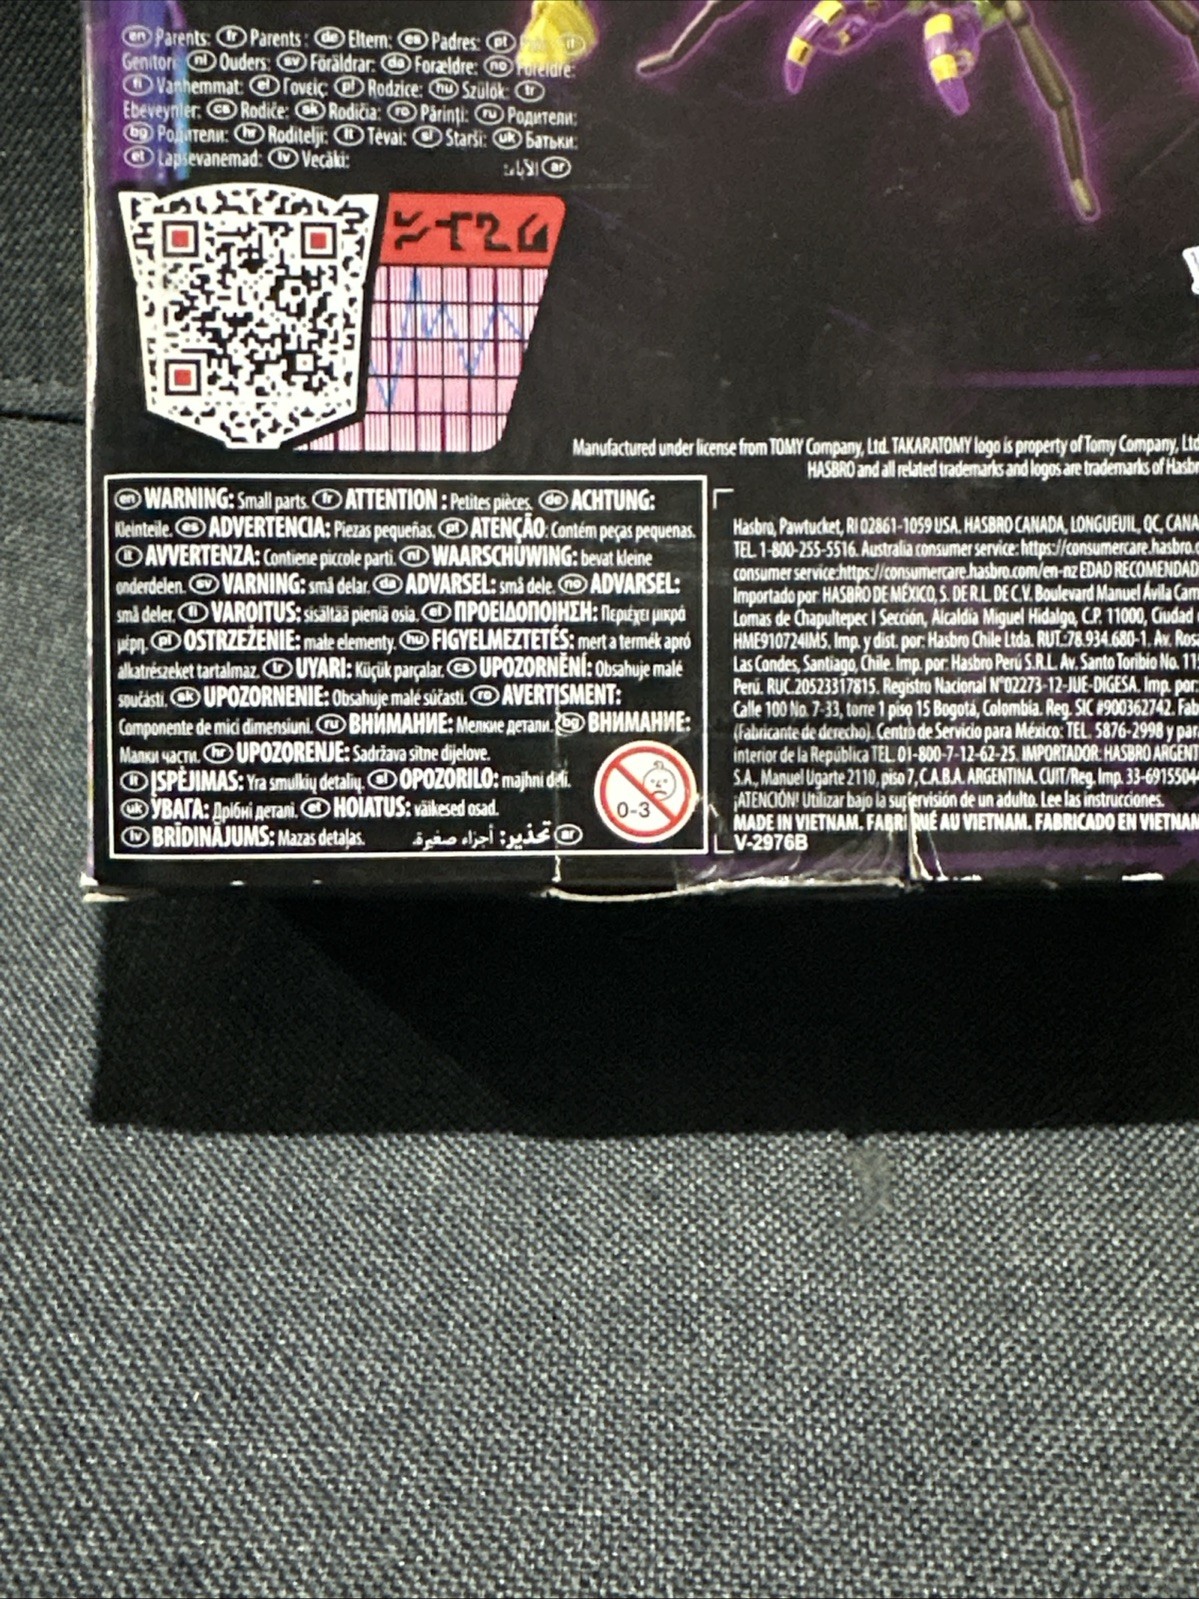 en Parents: fr Parents : de Eltern: es Padres: pt it
Genitori nl Ouders: sv Föräldrar: da Forældre: no Foreldre:
fi Vanhemmat: el Γονείς: pl Rodzice: hu Szülők: tr
Ebeveynler: cs Rodiče: sk Rodičia: ro Părinți: ru Родители:
bg Родители: hr Roditelji: lt Tėvai: sl Starši: uk Батьки:
et Lapsevanemad: lv Vecāki: ar الآباء:
Manufactured under license from TOMY Company, Ltd. TAKARATOMY logo is property of Tomy Company, Ltd
HASBRO and all related trademarks and logos are trademarks of Hasbr
en WARNING: Small parts. fr ATTENTION : Petites pièces. de ACHTUNG:
Kleinteile. es ADVERTENCIA: Piezas pequeñas. pt ATENÇÃO: Contém peças pequenas.
it AVVERTENZA: Contiene piccole parti. nl WAARSCHUWING: bevat kleine
onderdelen. sv VARNING: små delar. da ADVARSEL: små dele. no ADVARSEL:
små deler. fi VAROITUS: sisältää pieniä osia. el ΠΡΟΕΙΔΟΠΟΙΗΣΗ: Περιέχει μικρά
μέρη. pl OSTRZEŻENIE: małe elementy. hu FIGYELMEZTETÉS: mert a termék apró
alkatrészeket tartalmaz. tr UYARI: Küçük parçalar. cs UPOZORNĚNÍ: Obsahuje malé
součásti. sk UPOZORNENIE: Obsahuje malé súčasti. ro AVERTISMENT:
Componente de mici dimensiuni. ru ВНИМАНИЕ: Мелкие детали. bg ВНИМАНИЕ:
Малки части. hr UPOZORENJE: Sadržava sitne dijelove.
lt ĮSPĖJIMAS: Yra smulkių detalių. sl OPOZORILO: majhni deli.
uk УВАГА: Дрібні деталі. et HOIATUS: väikesed osad.
lv BRĪDINĀJUMS: Mazas detaļas. ar تحذير: أجزاء صغيرة.
0-3
Hasbro, Pawtucket, RI 02861-1059 USA. HASBRO CANADA, LONGUEUIL, QC, CAN
TEL. 1-800-255-5516. Australia consumer service: https://consumercare.hasbro.
consumer service:https://consumercare.hasbro.com/en-nz EDAD RECOMENDAD
Importado por: HASBRO DE MÉXICO, S. DE R.L. DE C.V. Boulevard Manuel Ávila Cam
Lomas de Chapultepec I Sección, Alcaldía Miguel Hidalgo, C.P. 11000, Ciudad
HME910724IM5. Imp. y dist. por: Hasbro Chile Ltda. RUT.:78.934.680-1. Av. Ros
Las Condes, Santiago, Chile. Imp. por: Hasbro Perú S.R.L. Av. Santo Toribio No. 11
Perú. RUC.20523317815. Registro Nacional N°02273-12-JUE-DIGESA. Imp. por
Calle 100 No. 7-33, torre 1 piso 15 Bogotá, Colombia. Reg. SIC #900362742. Fab
(Fabricante de derecho). Centro de Servicio para México: TEL. 5876-2998 y par
interior de la República TEL. 01-800-7-12-62-25. IMPORTADOR: HASBRO ARGENT
S.A., Manuel Ugarte 2110, piso 7, C.A.B.A. ARGENTINA. CUIT/Reg. Imp. 33-6915504
¡ATENCIÓN! Utilizar bajo la supervisión de un adulto. Lee las instrucciones.
MADE IN VIETNAM. FABRIQUÉ AU VIETNAM. FABRICADO EN VIETNAM
V-2976B